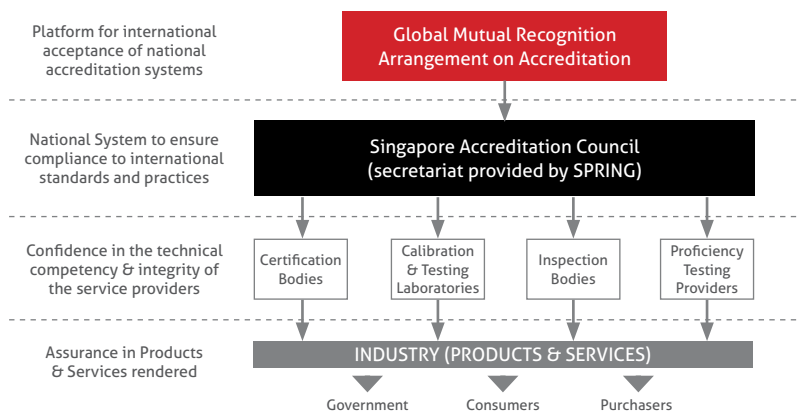 Platform for international
acceptance of national
accreditation systems
Global Mutual Recognition
Arrangement on Accreditation
National System to ensure
compliance to international
standards and practices
Singapore Accreditation Council
(secretariat provided by SPRING)
Confidence in the technical
competency & integrity of
the service providers
Certification
Bodies
Calibration
& Testing
Laboratories
Inspection
Bodies
Proficiency
Testing
Providers
Assurance in Products
& Services rendered
INDUSTRY (PRODUCTS & SERVICES)
Government
Consumers
Purchasers